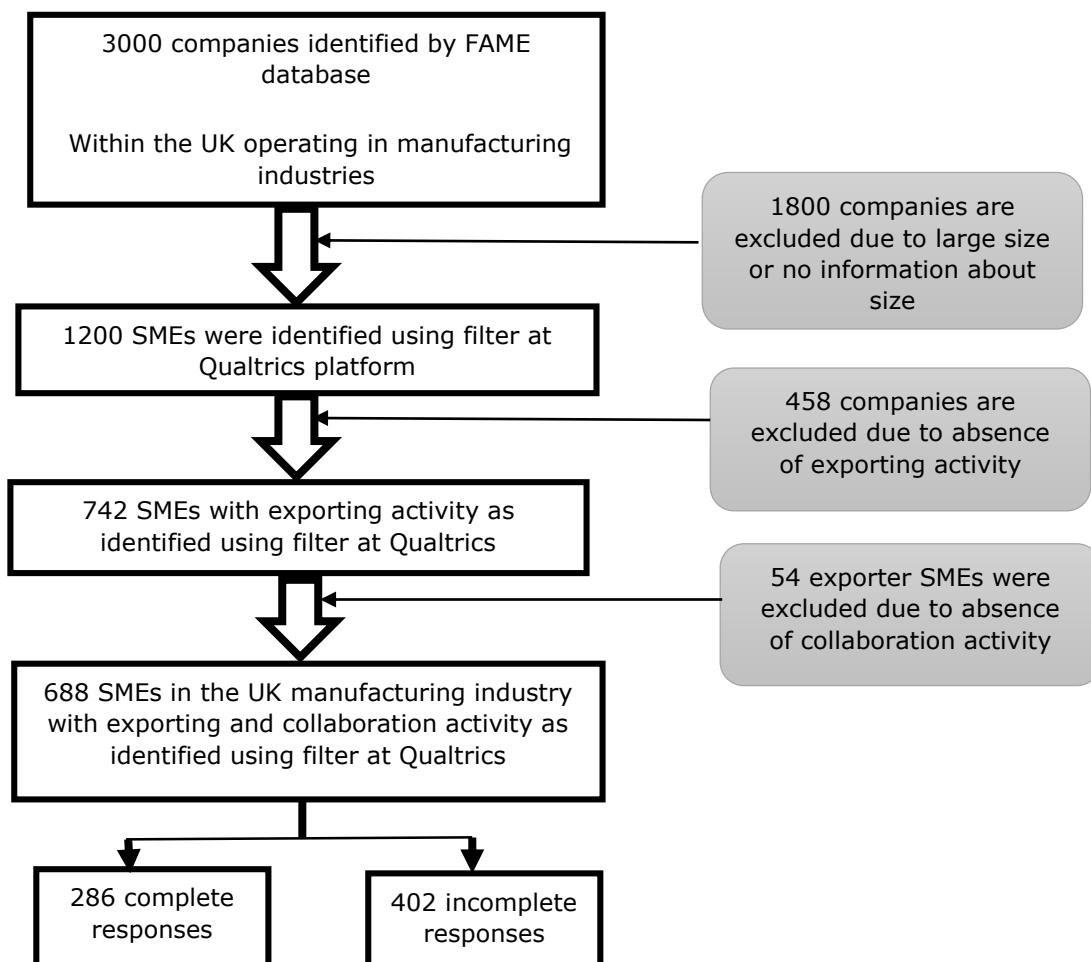 3000 companies identified by FAME
database
Within the UK operating in manufacturing
industries
1800 companies are
excluded due to large size
or no information about
size
1200 SMEs were identified using filter at
Qualtrics platform
458 companies are
excluded due to absence
of exporting activity
742 SMEs with exporting activity as
identified using filter at Qualtrics
54 exporter SMEs were
excluded due to absence
of collaboration activity
688 SMEs in the UK manufacturing industry
with exporting and collaboration activity as
identified using filter at Qualtrics
286 complete
responses
402 incomplete
responses